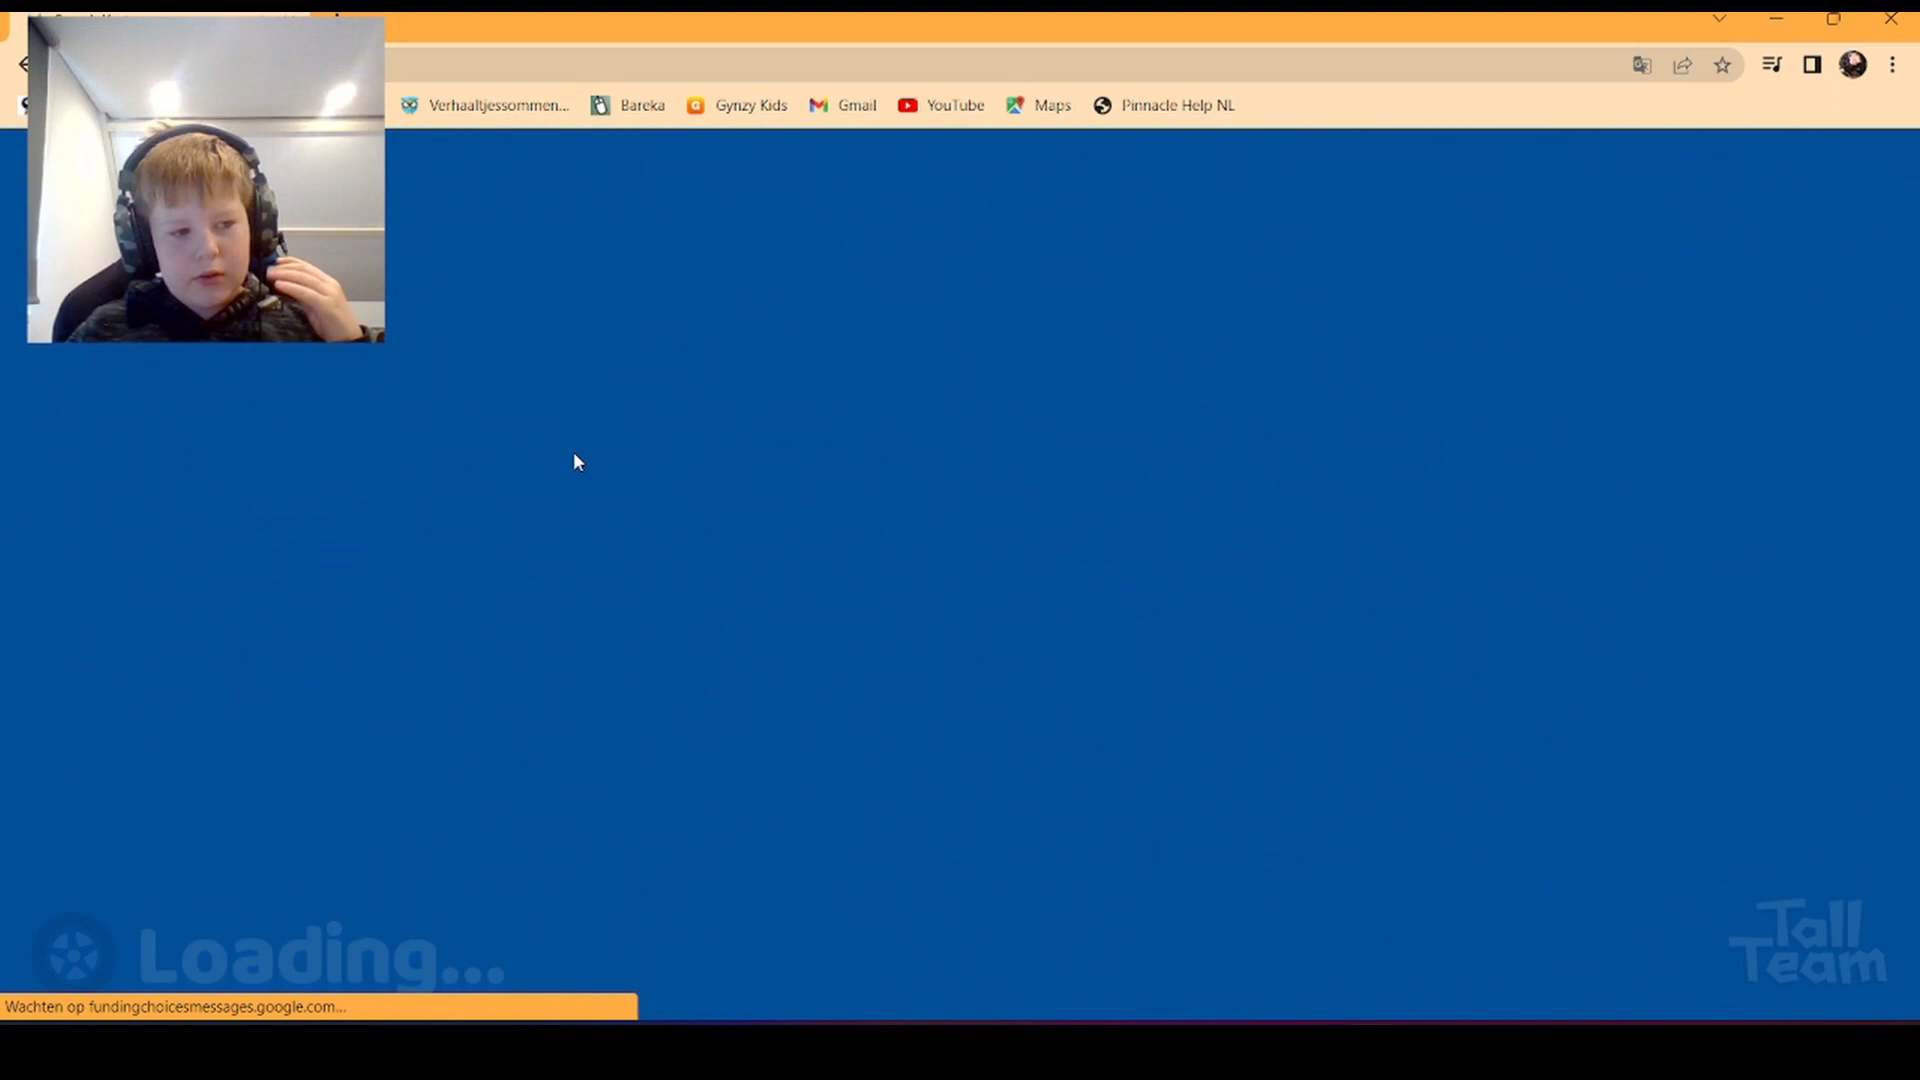 Verhaaltjessommen...
Bareka
Gynzy Kids
Gmail
YouTube
Maps
Pinnacle Help NL
Loading...
Tall
Team
Wachten op fundingchoicesmessages.google.com...